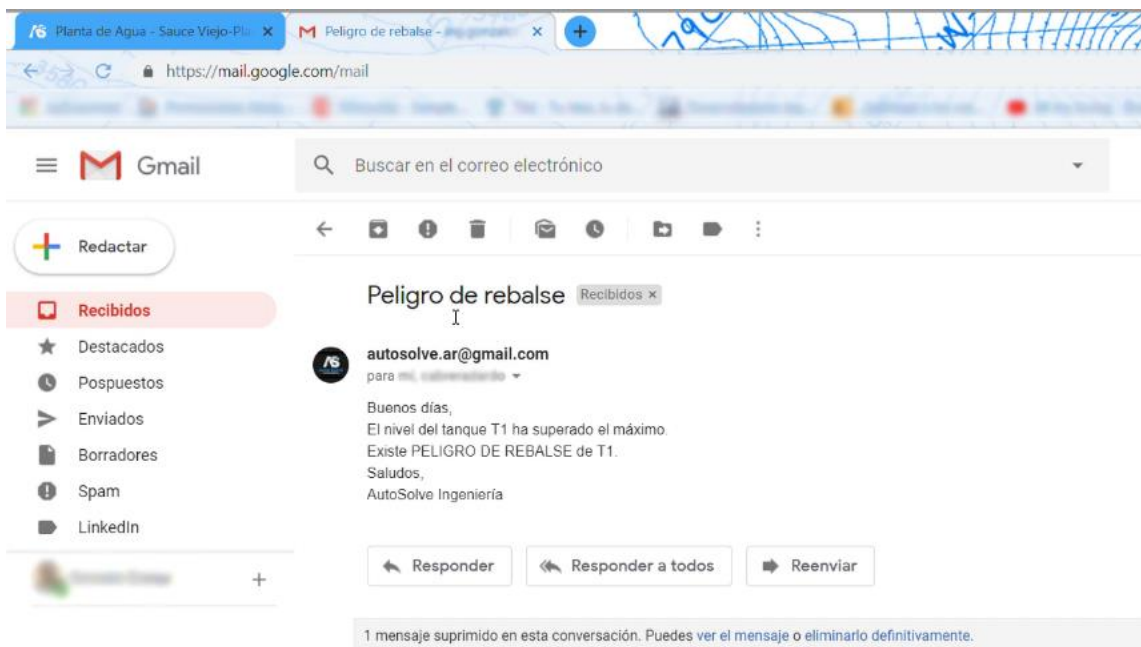 Planta de Agua - Sauce Viejo-Pl
Peligro de rebalse -
https://mail.google.com/mail
Gmail
Buscar en el correo electrónico
Redactar
Recibidos
Destacados
Pospuestos
Enviados
Borradores
Spam
LinkedIn
Peligro de rebalse Recibidos x
autosolve.ar@gmail.com
para
Buenos días,
El nivel del tanque T1 ha superado el máximo.
Existe PELIGRO DE REBALSE de T1.
Saludos,
AutoSolve Ingeniería
Responder Responder a todos Reenviar
1 mensaje suprimido en esta conversación. Puedes ver el mensaje o eliminarlo definitivamente.